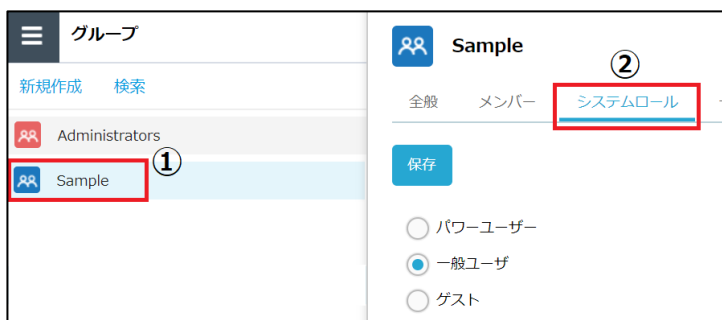 グループ
新規作成 検索
Administrators
① Sample
Sample
②
全般 メンバー システムロール
保存
パワーユーザー
一般ユーザ
ゲスト